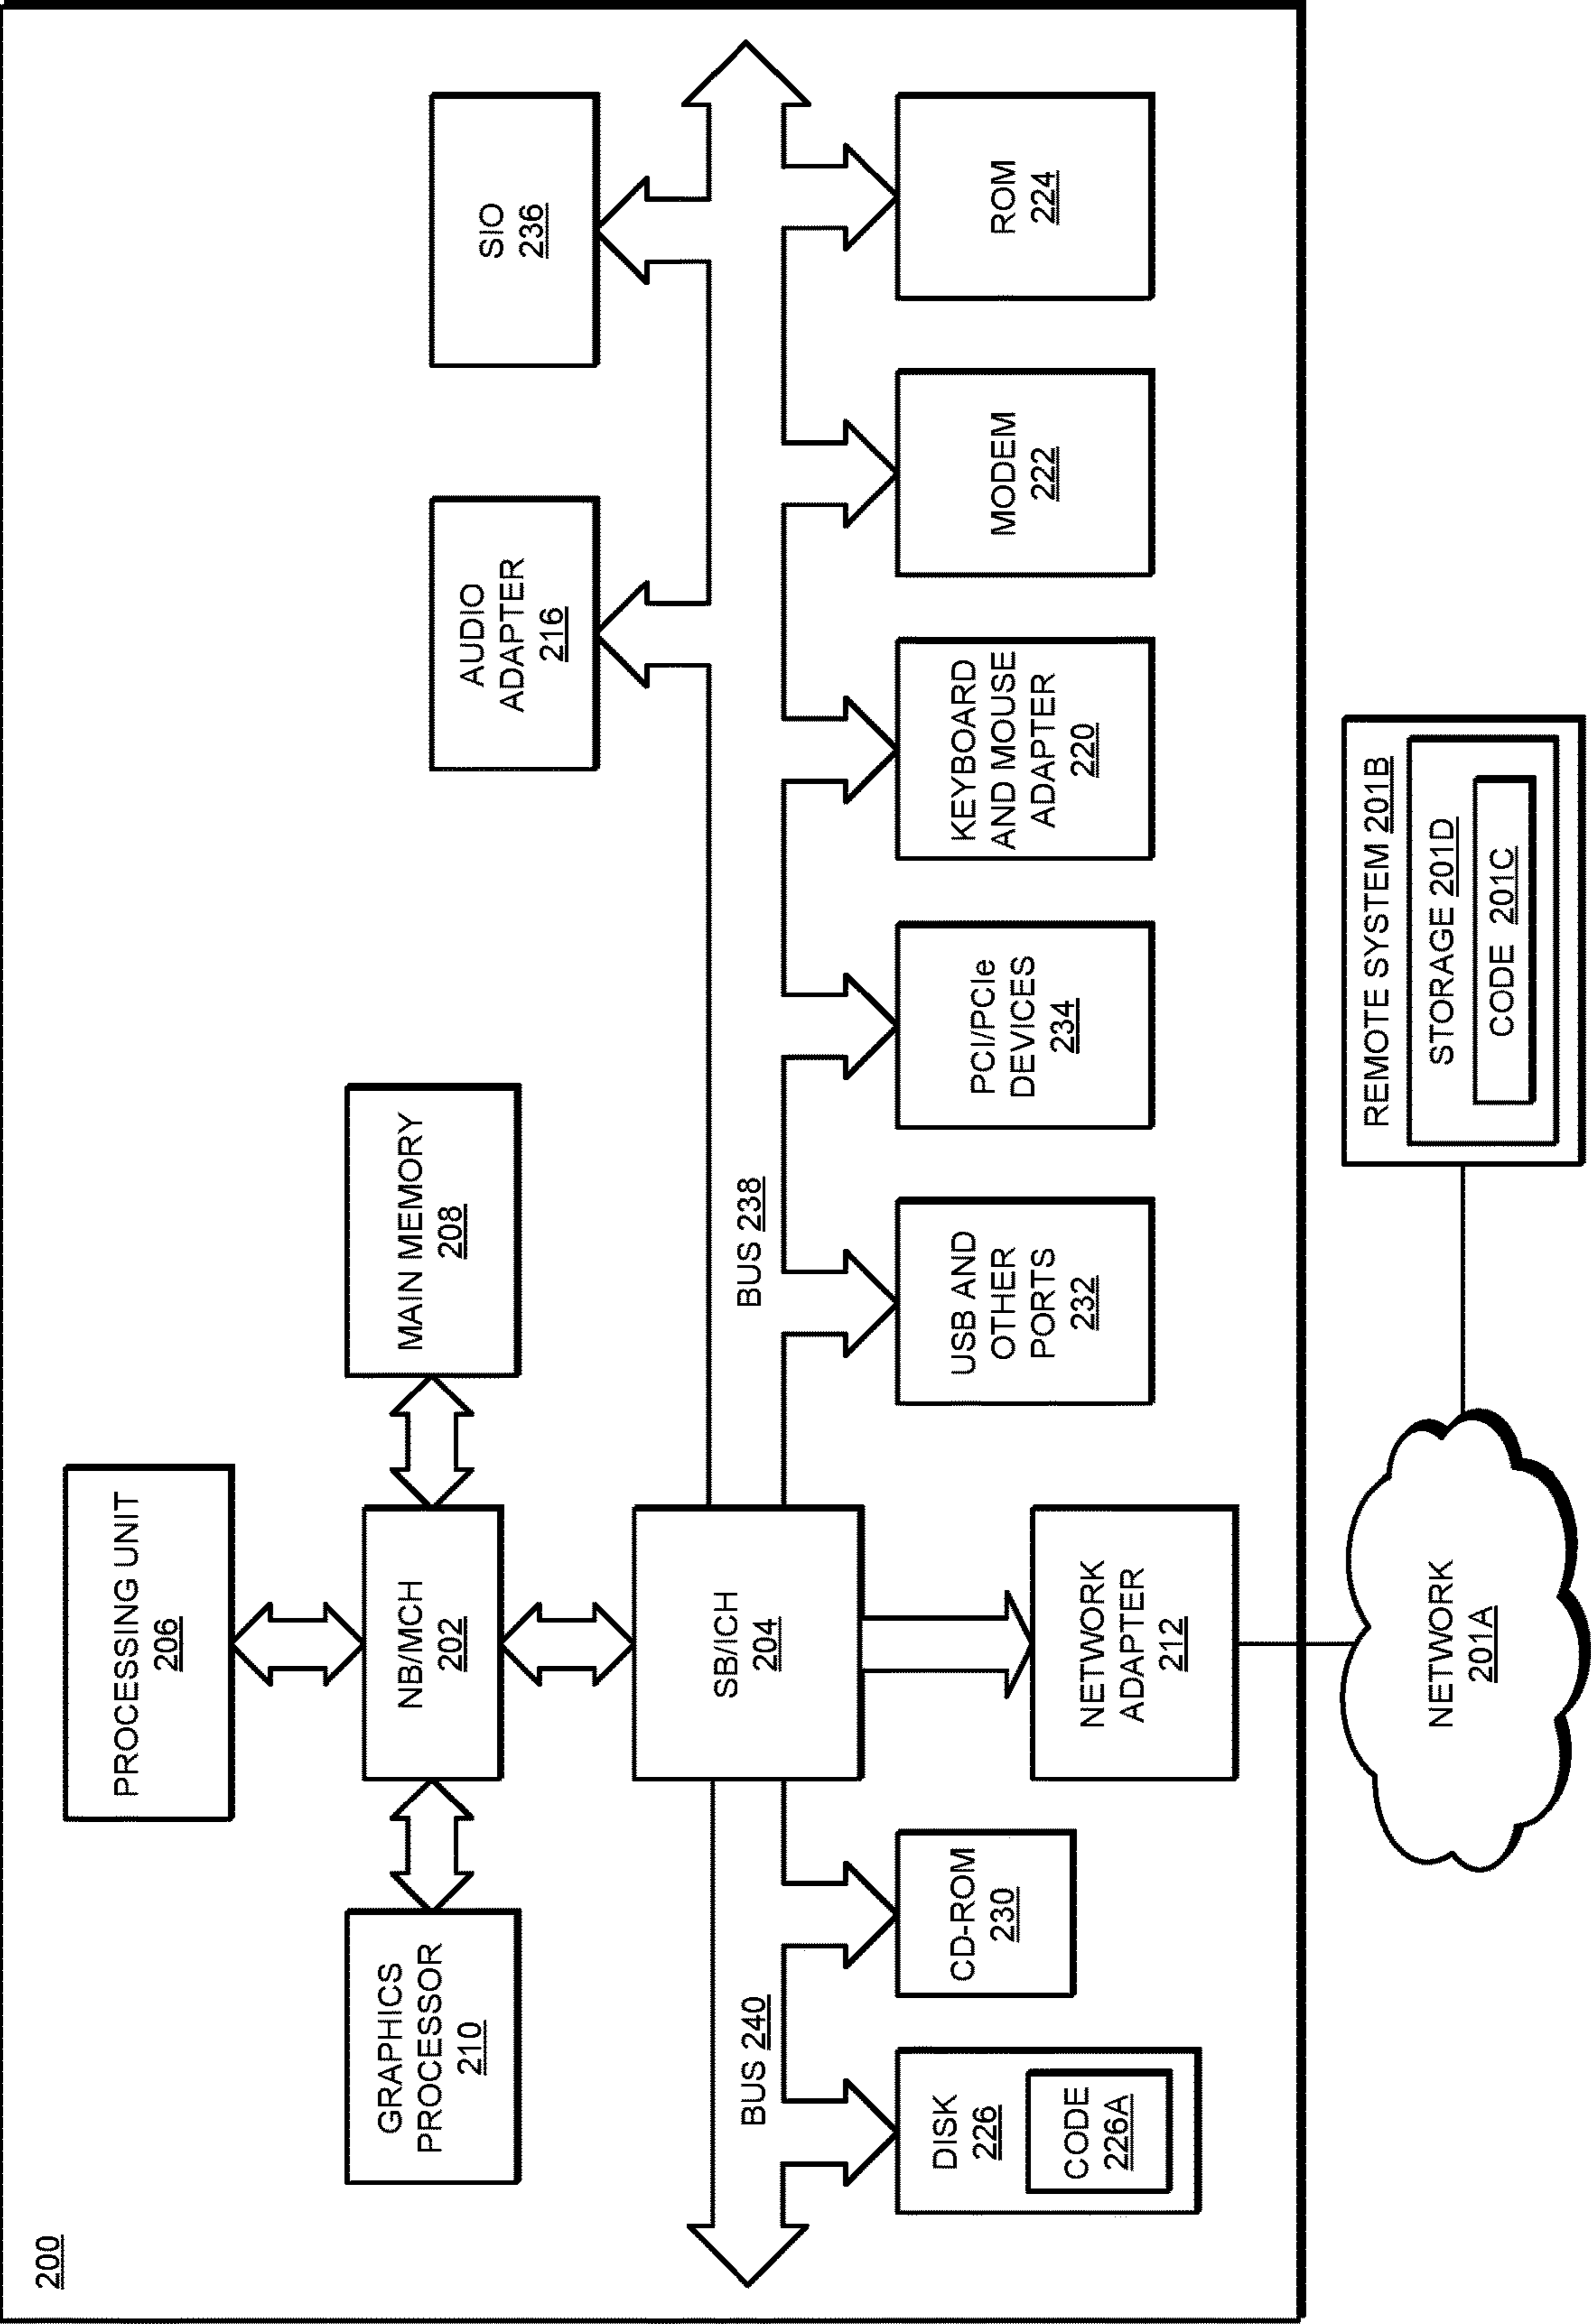 200
PROCESSING UNIT
206
GRAPHICS
PROCESSOR
210
NB/MCH
202
MAIN MEMORY
208
AUDIO
ADAPTER
216
SIO
236
SB/ICH
204
BUS 240
BUS 238
DISK
226
CODE
226A
CD-ROM
230
NETWORK
ADAPTER
212
USB AND
OTHER
PORTS
232
PCI/PCIe
DEVICES
234
KEYBOARD
AND MOUSE
ADAPTER
220
MODEM
222
ROM
224
NETWORK
201A
REMOTE SYSTEM 201B
STORAGE 201D
CODE 201C